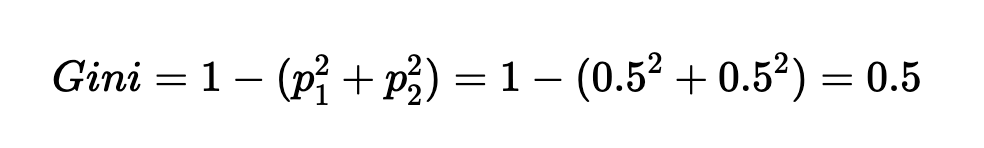 Gini = 1 − (p₁² + p₂²) = 1 − (0.5² + 0.5²) = 0.5